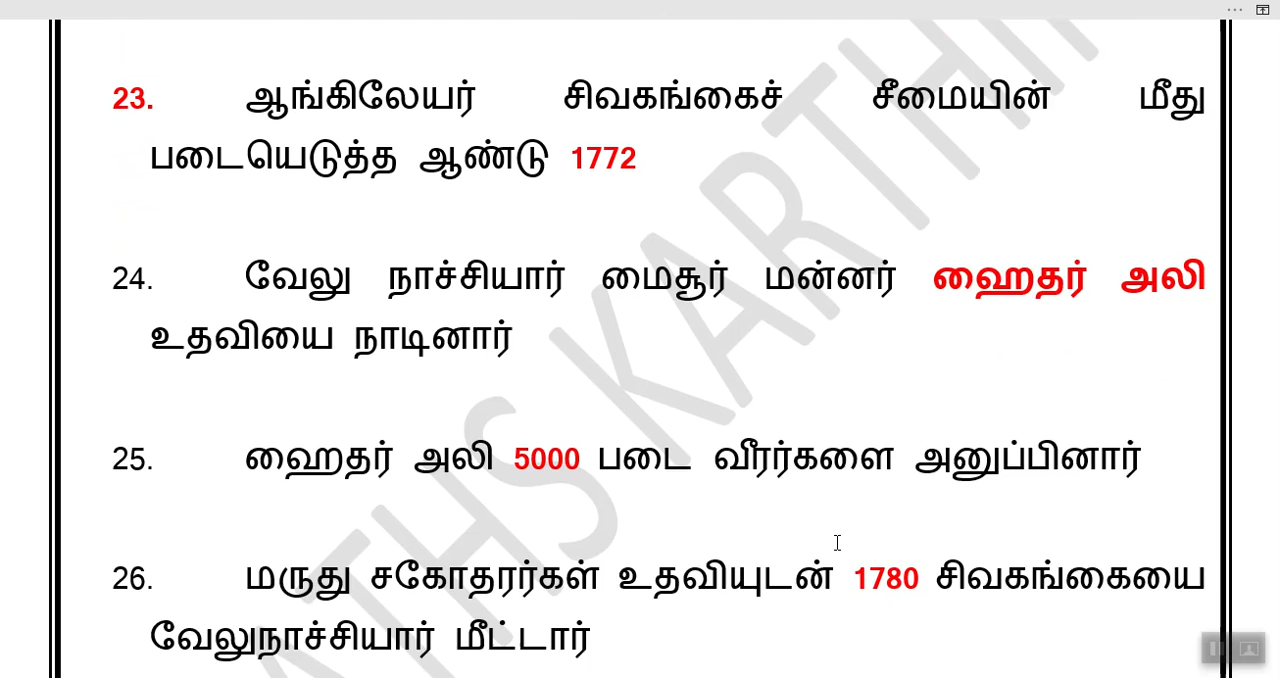 23. ஆங்கிலேயர் சிவகங்கைச் சீமையின் மீது
படையெடுத்த ஆண்டு 1772
24. வேலு நாச்சியார் மைசூர் மன்னர் ஹைதர் அலி
உதவியை நாடினார்
25. ஹைதர் அலி 5000 படை வீரர்களை அனுப்பினார்
26. மருது சகோதரர்கள் உதவியுடன் 1780 சிவகங்கையை
வேலுநாச்சியார் மீட்டார்